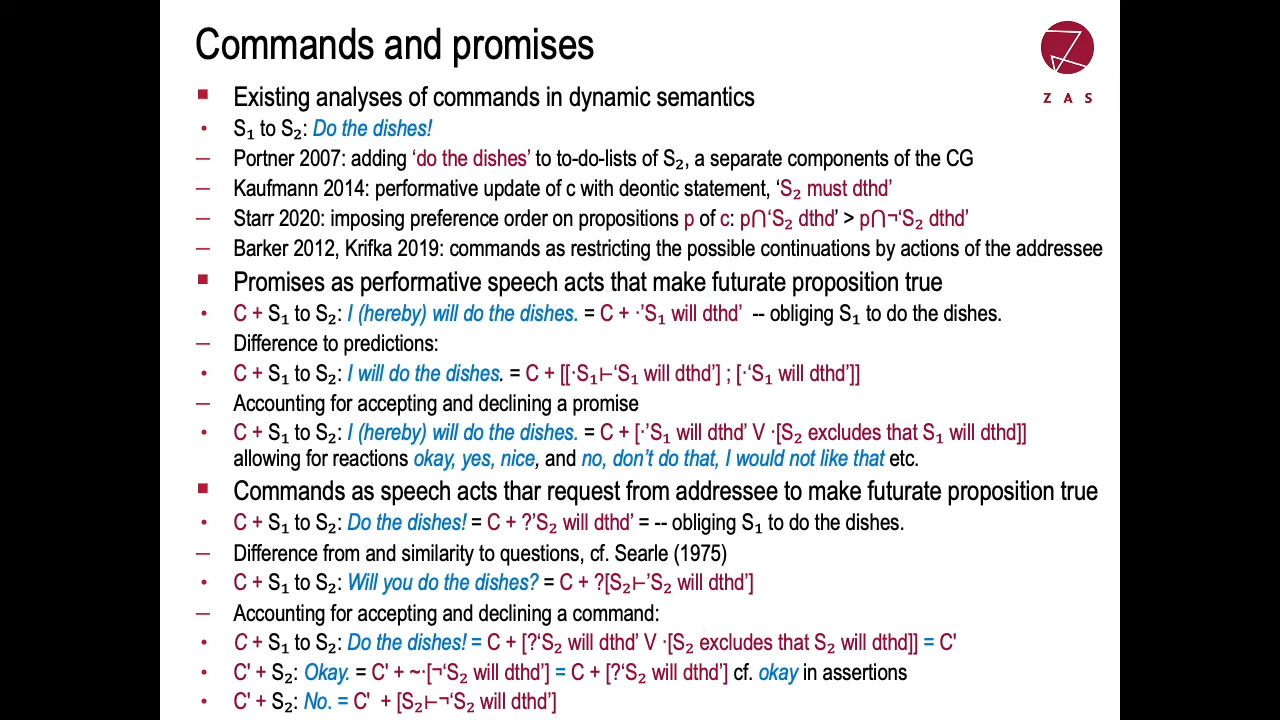 Commands and promises
Z A S
▪ Existing analyses of commands in dynamic semantics
• S₁ to S₂: Do the dishes!
– Portner 2007: adding ‘do the dishes’ to to-do-lists of S₂, a separate components of the CG
– Kaufmann 2014: performative update of c with deontic statement, ‘S₂ must dthd’
– Starr 2020: imposing preference order on propositions p of c: p⋂‘S₂ dthd’ > p⋂¬‘S₂ dthd’
– Barker 2012, Krifka 2019: commands as restricting the possible continuations by actions of the addressee
▪ Promises as performative speech acts that make futurate proposition true
• C + S₁ to S₂: I (hereby) will do the dishes. = C + ·’S₁ will dthd’ -- obliging S₁ to do the dishes.
– Difference to predictions:
• C + S₁ to S₂: I will do the dishes. = C + [[·S₁⊢‘S₁ will dthd’] ; [·‘S₁ will dthd’]]
– Accounting for accepting and declining a promise
• C + S₁ to S₂: I (hereby) will do the dishes. = C + [·’S₁ will dthd’ V ·[S₂ excludes that S₁ will dthd]]
allowing for reactions okay, yes, nice, and no, don’t do that, I would not like that etc.
▪ Commands as speech acts thar request from addressee to make futurate proposition true
• C + S₁ to S₂: Do the dishes! = C + ?’S₂ will dthd’ = -- obliging S₁ to do the dishes.
– Difference from and similarity to questions, cf. Searle (1975)
• C + S₁ to S₂: Will you do the dishes? = C + ?[S₂⊢’S₂ will dthd’]
– Accounting for accepting and declining a command:
• C + S₁ to S₂: Do the dishes! = C + [?‘S₂ will dthd’ V ·[S₂ excludes that S₂ will dthd]] = C'
• C' + S₂: Okay. = C' + ~·[¬‘S₂ will dthd’] = C + [?‘S₂ will dthd’] cf. okay in assertions
• C' + S₂: No. = C' + [S₂⊢¬‘S₂ will dthd’]